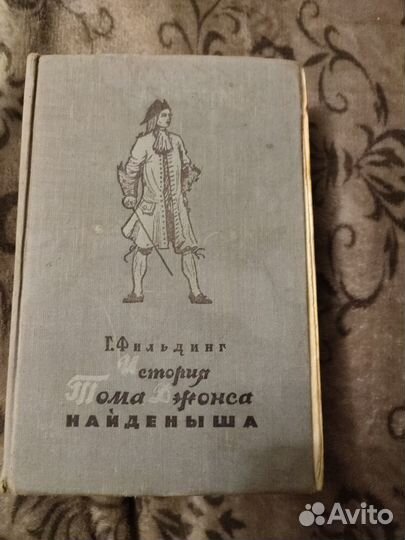 Г. Фильдинг
История
Тома Джонса
НАЙДЕНЫША
Avito